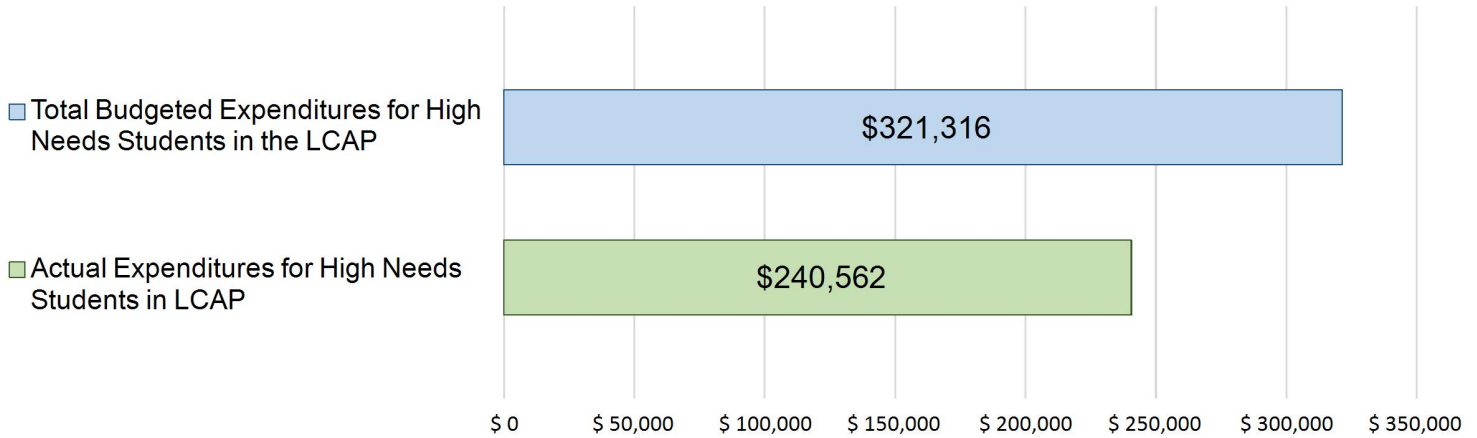 Total Budgeted Expenditures for High
Needs Students in the LCAP
$321,316
Actual Expenditures for High Needs
Students in LCAP
$240,562
$ 0 $ 50,000 $ 100,000 $ 150,000 $ 200,000 $ 250,000 $ 300,000 $ 350,000